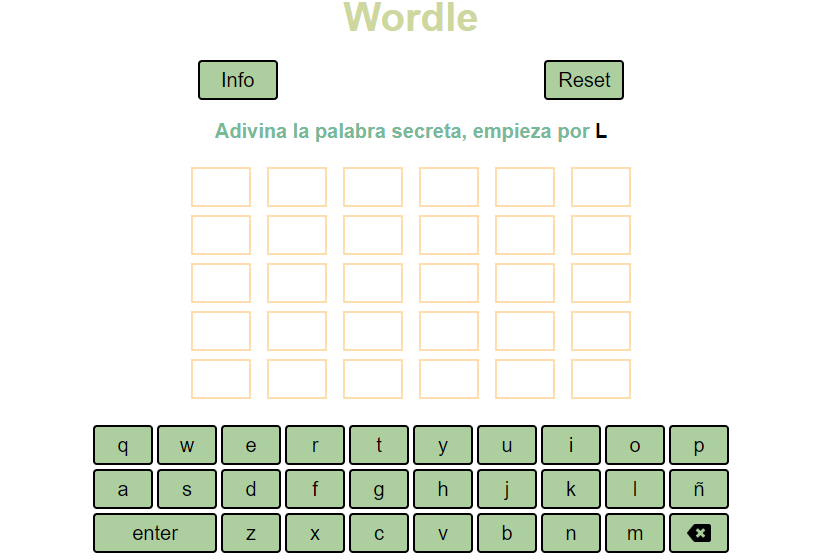 Wordle
Info Reset
Adivina la palabra secreta, empieza por L
q w e r t y u i o p
a s d f g h j k l ñ
enter z x c v b n m